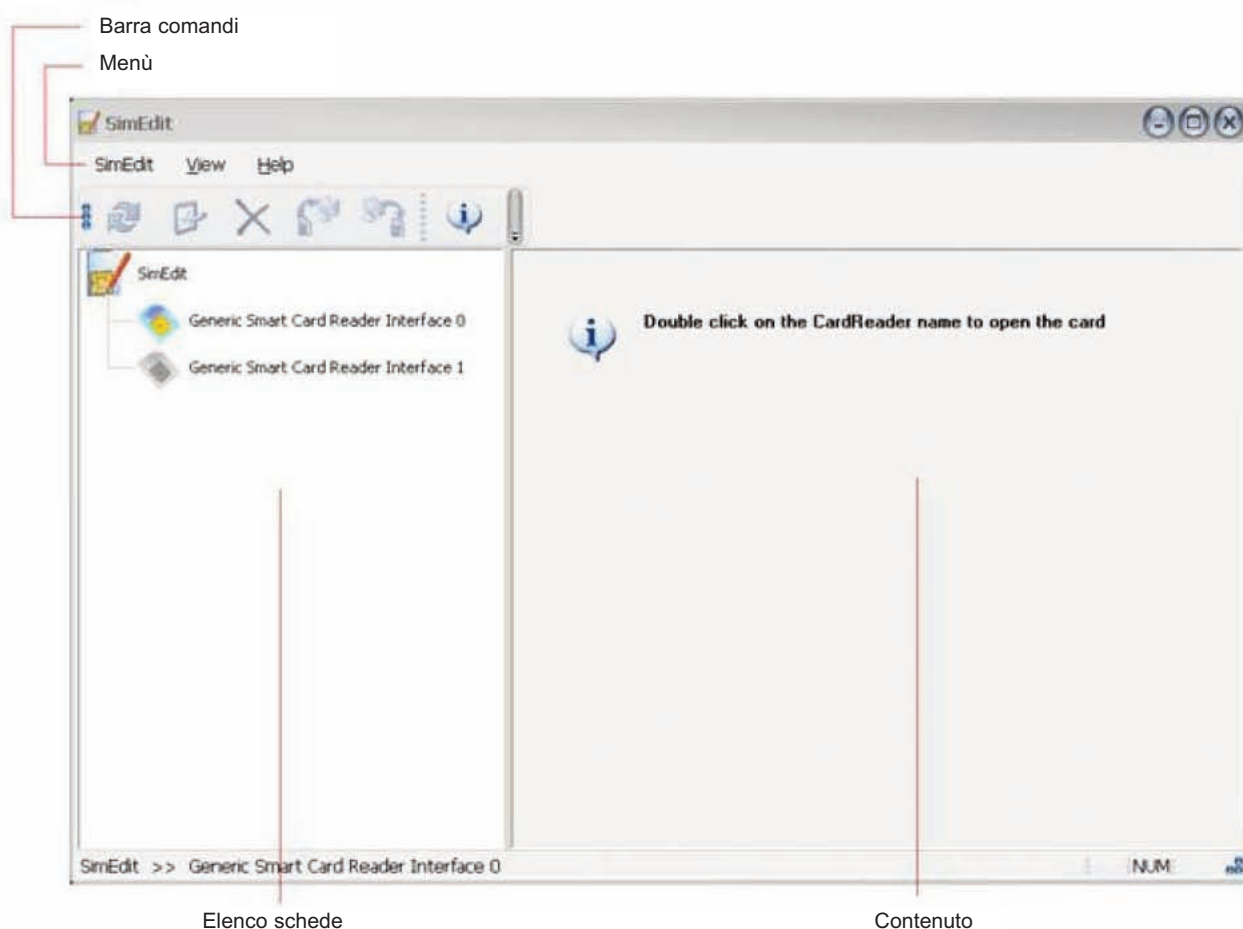 Barra comandi
Menù
SimEdit
SimEdit View Help
SimEdit
Generic Smart Card Reader Interface 0
Generic Smart Card Reader Interface 1
Double click on the CardReader name to open the card
SimEdit >> Generic Smart Card Reader Interface 0
NUM
Elenco schede
Contenuto